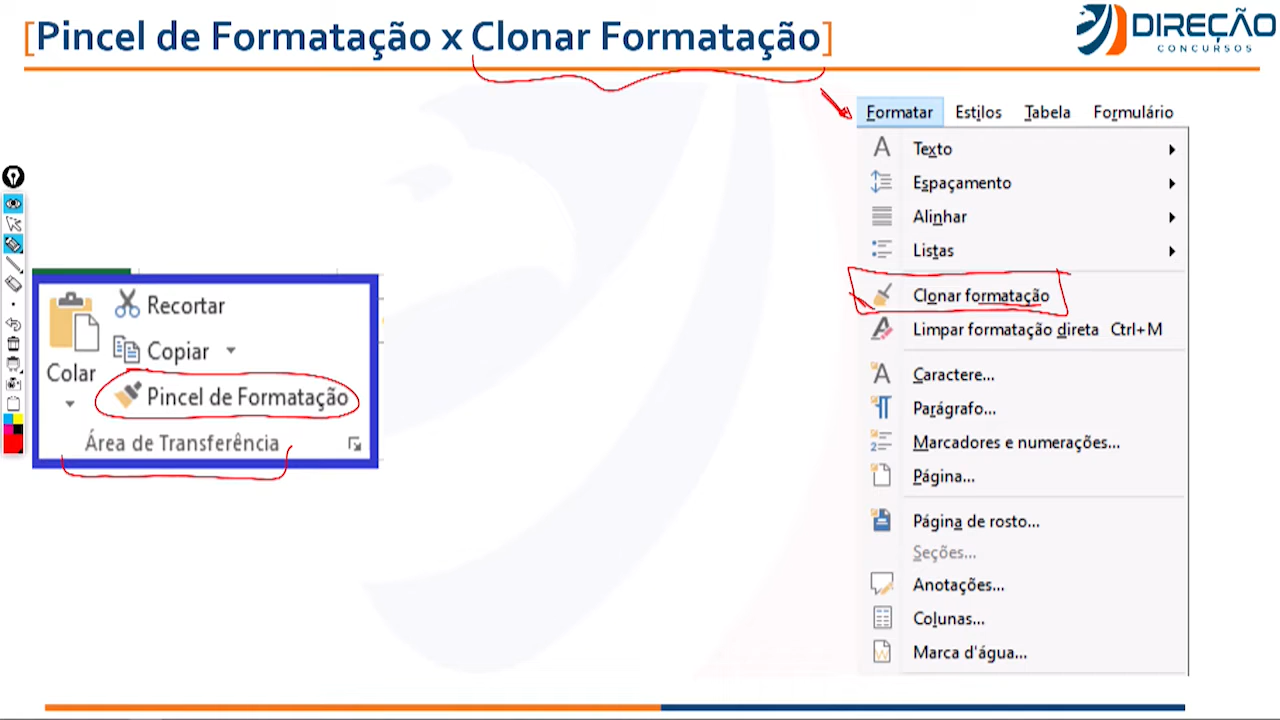 [Pincel de Formatação x Clonar Formatação]
DIREÇÃO
CONCURSOS
Recortar
Copiar
Colar
Pincel de Formatação
Área de Transferência
Formatar Estilos Tabela Formulário
Texto
Espaçamento
Alinhar
Listas
Clonar formatação
Limpar formatação direta Ctrl+M
Caractere...
Parágrafo...
Marcadores e numerações...
Página...
Página de rosto...
Seções...
Anotações...
Colunas...
Marca d'água...